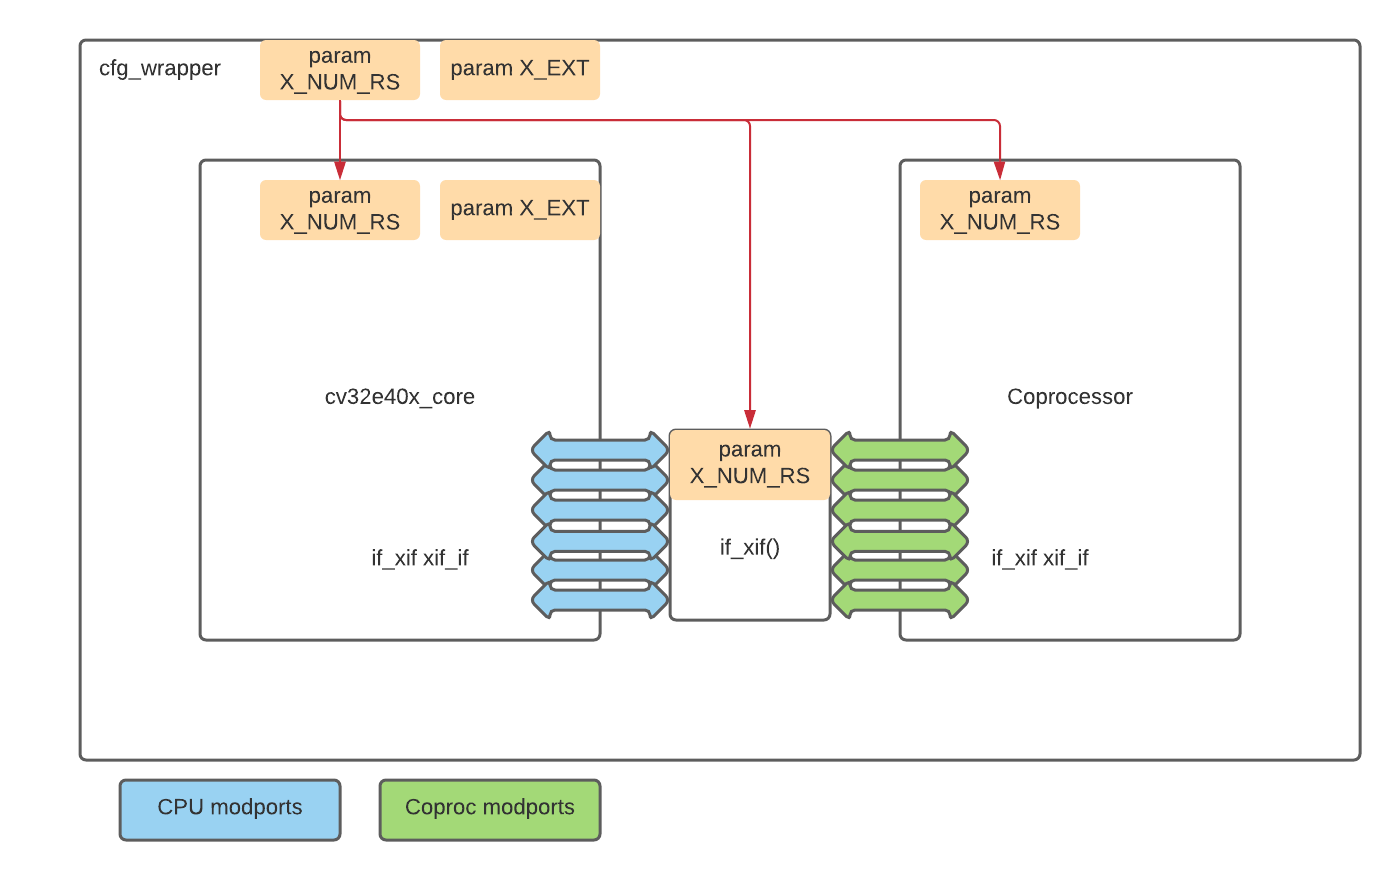 cfg_wrapper
param
X_NUM_RS
param X_EXT
param
X_NUM_RS
param X_EXT
param
X_NUM_RS
cv32e40x_core
Coprocessor
param
X_NUM_RS
if_xif()
if_xif xif_if
if_xif xif_if
CPU modports
Coproc modports